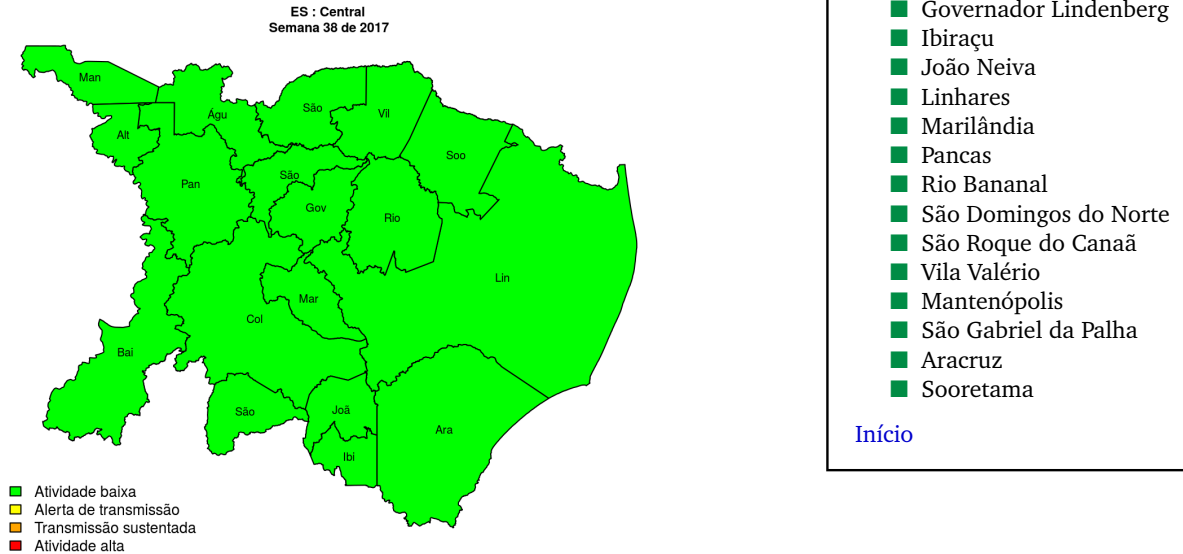 ES : Central
Semana 38 de 2017
Man
Águ
São
Vil
Alt
Soo
Pan
São
Gov
Rio
Lin
Mar
Col
Bai
São
Joã
Ara
Ibi
Atividade baixa
Alerta de transmissão
Transmissão sustentada
Atividade alta
Governador Lindenberg
Ibiraçu
João Neiva
Linhares
Marilândia
Pancas
Rio Bananal
São Domingos do Norte
São Roque do Canaã
Vila Valério
Mantenópolis
São Gabriel da Palha
Aracruz
Sooretama
Início